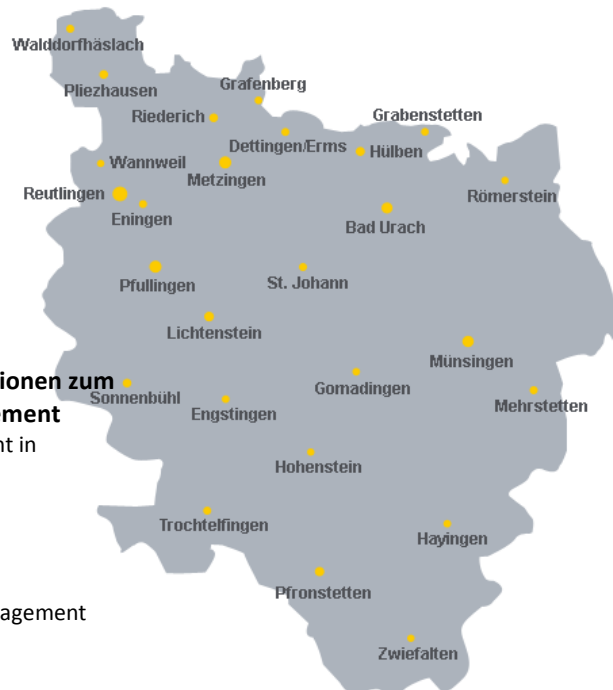 Walddorfhäslach
Pliezhausen
Grafenberg
Riederich
Grabenstetten
Dettingen/Erms
Hülben
Wannweil
Metzingen
Reutlingen
Römerstein
Eningen
Bad Urach
Pfullingen
St. Johann
Lichtenstein
Münsingen
ionen zum
Gomadingen
Sonnenbühl
Mehrstetten
Engstingen
ement
nt in
Hohenstein
Trochtelfingen
Hayingen
Pfronstetten
agement
Zwiefalten